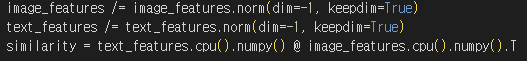 image_features /= image_features.norm(dim=-1, keepdim=True)
text_features /= text_features.norm(dim=-1, keepdim=True)
similarity = text_features.cpu().numpy() @ image_features.cpu().numpy().T